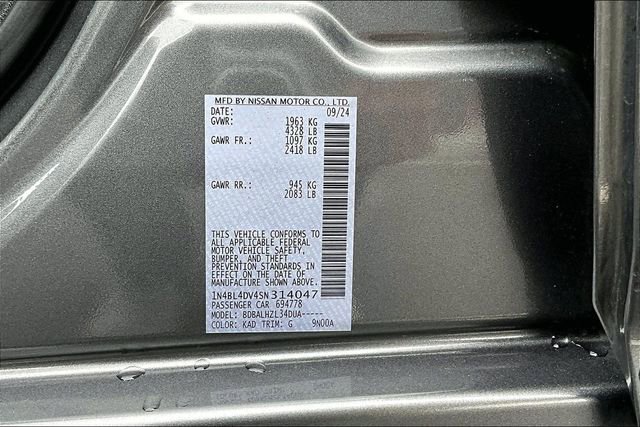 MFD BY NISSAN MOTOR CO., LTD.
DATE: 09/24
GVWR: 1963 KG
4328 LB
GAWR FR.: 1097 KG
2418 LB
GAWR RR.: 945 KG
2083 LB
THIS VEHICLE CONFORMS TO
ALL APPLICABLE FEDERAL
MOTOR VEHICLE SAFETY,
BUMPER, AND THEFT
PREVENTION STANDARDS IN
EFFECT ON THE DATE OF
MANUFACTURE SHOWN ABOVE.
1N4BL4DV4SN314047
PASSENGER CAR 694778
MODEL: BDBALHZL34DUA-----
COLOR: KAD TRIM: G 9N00A